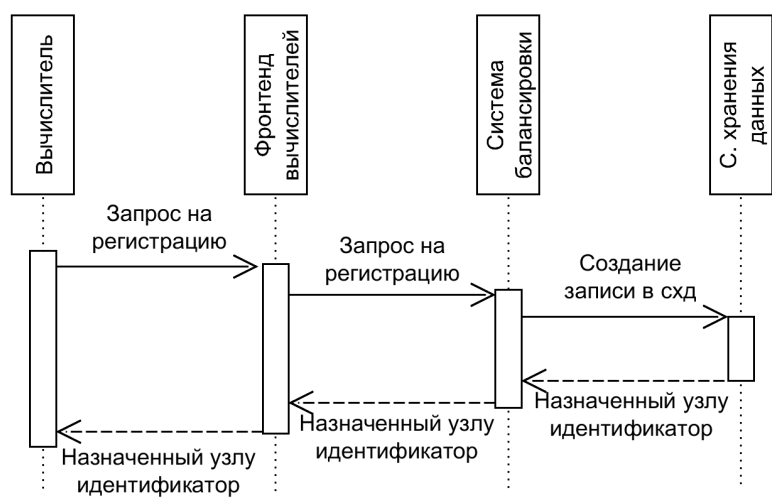 Вычислитель
Фронтенд
вычислителей
Система
балансировки
С. хранения
данных
Запрос на
регистрацию
Запрос на
регистрацию
Создание
записи в схд
Назначенный узлу
идентификатор
Назначенный узлу
идентификатор
Назначенный узлу
идентификатор